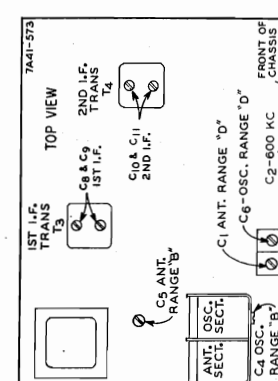 7A41-573
TOP VIEW
2ND I.F.
TRANS
T4
C10 & C11
2ND I.F.
1ST I.F.
TRANS
T3
C8 & C9
1ST I.F.
C5 ANT.
RANGE "B"
FRONT OF
CHASSIS
C1 ANT. RANGE "D"
C6-OSC. RANGE "D"
C2-600 KC
ANT.
SECT.
OSC.
SECT.
C4 OSC.
RANGE "B"